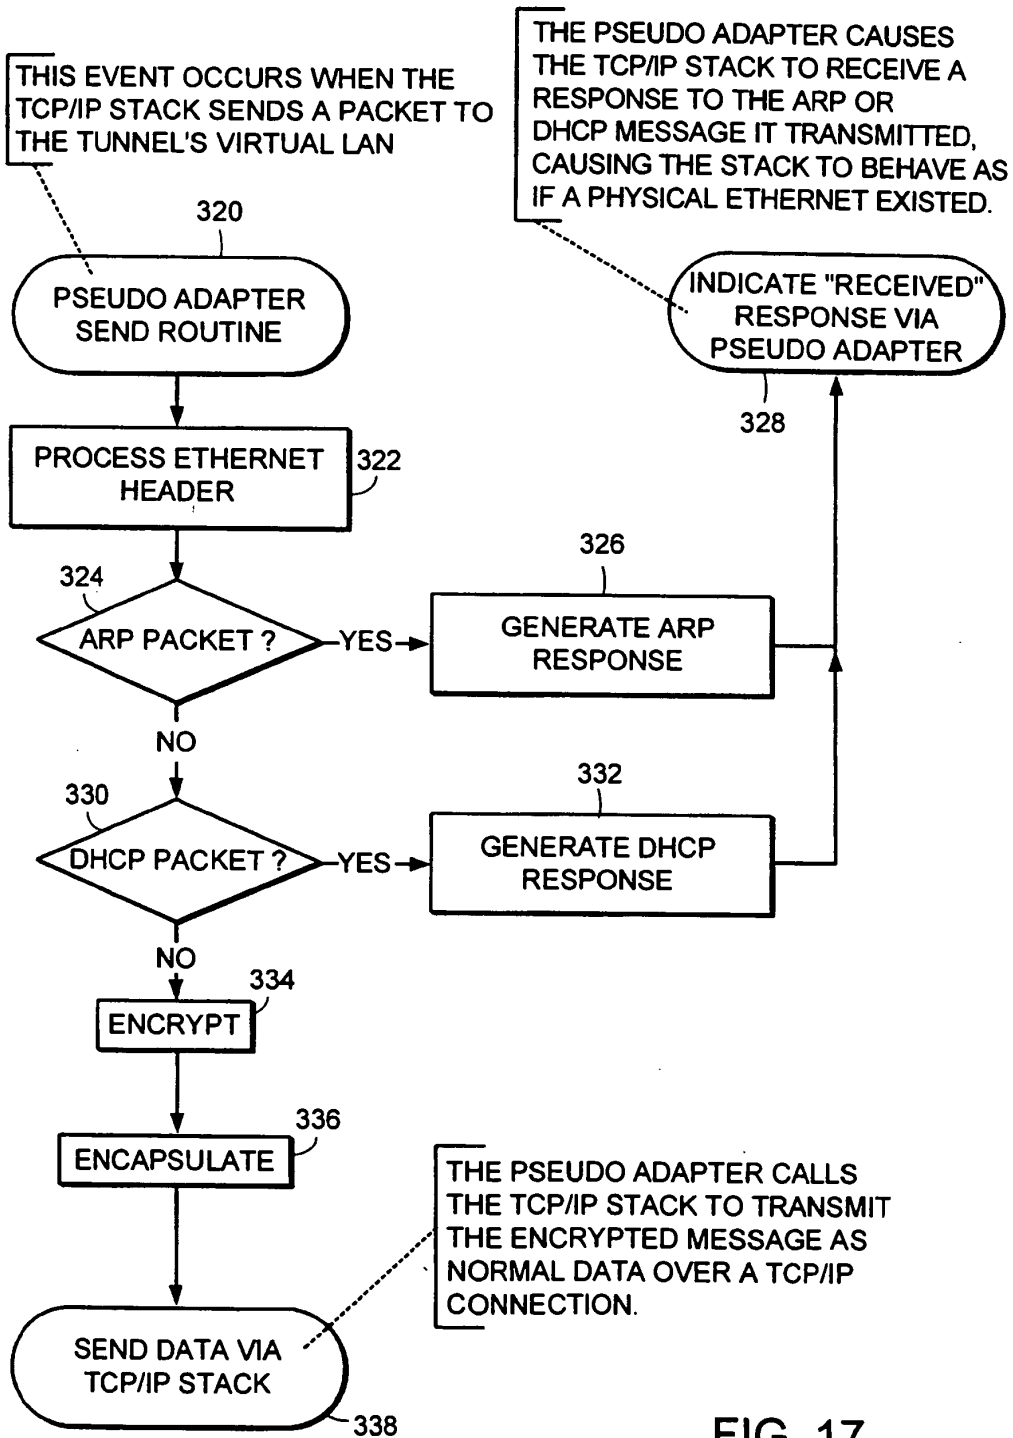 THIS EVENT OCCURS WHEN THE
TCP/IP STACK SENDS A PACKET TO
THE TUNNEL'S VIRTUAL LAN
THE PSEUDO ADAPTER CAUSES
THE TCP/IP STACK TO RECEIVE A
RESPONSE TO THE ARP OR
DHCP MESSAGE IT TRANSMITTED,
CAUSING THE STACK TO BEHAVE AS
IF A PHYSICAL ETHERNET EXISTED.
320
PSEUDO ADAPTER
SEND ROUTINE
INDICATE "RECEIVED"
RESPONSE VIA
PSEUDO ADAPTER
328
PROCESS ETHERNET
HEADER
322
324
ARP PACKET ?
YES
326
GENERATE ARP
RESPONSE
NO
330
DHCP PACKET ?
YES
332
GENERATE DHCP
RESPONSE
NO
334
ENCRYPT
336
ENCAPSULATE
THE PSEUDO ADAPTER CALLS
THE TCP/IP STACK TO TRANSMIT
THE ENCRYPTED MESSAGE AS
NORMAL DATA OVER A TCP/IP
CONNECTION.
SEND DATA VIA
TCP/IP STACK
338
FIG. 17